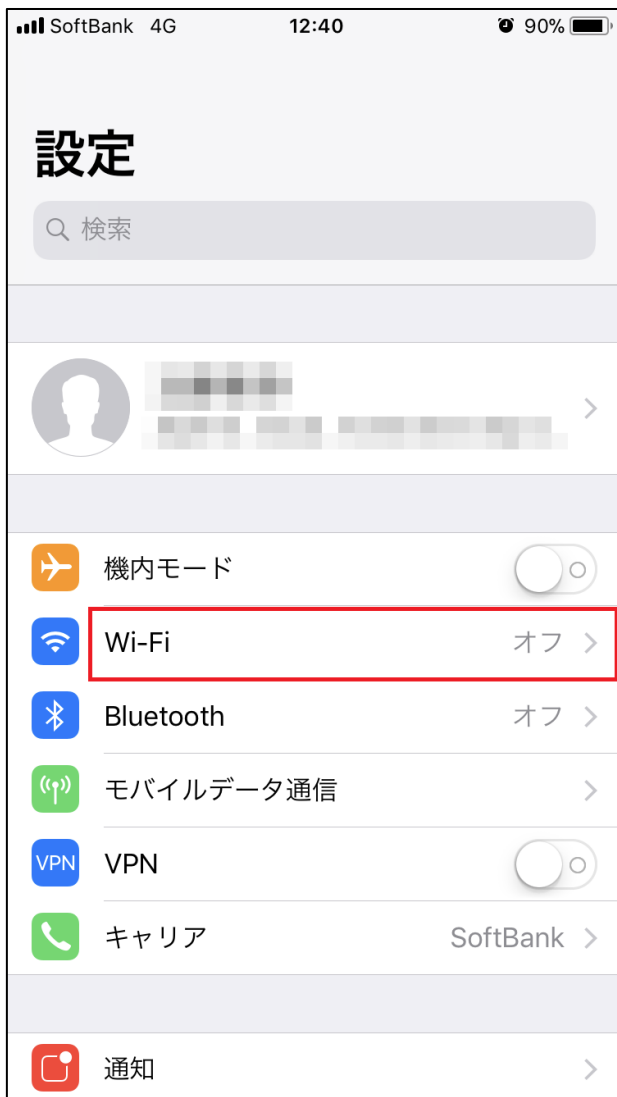 SoftBank 4G 12:40 90%
設定
検索
機内モード
Wi-Fi オフ
Bluetooth オフ
モバイルデータ通信
VPN VPN
キャリア SoftBank
通知